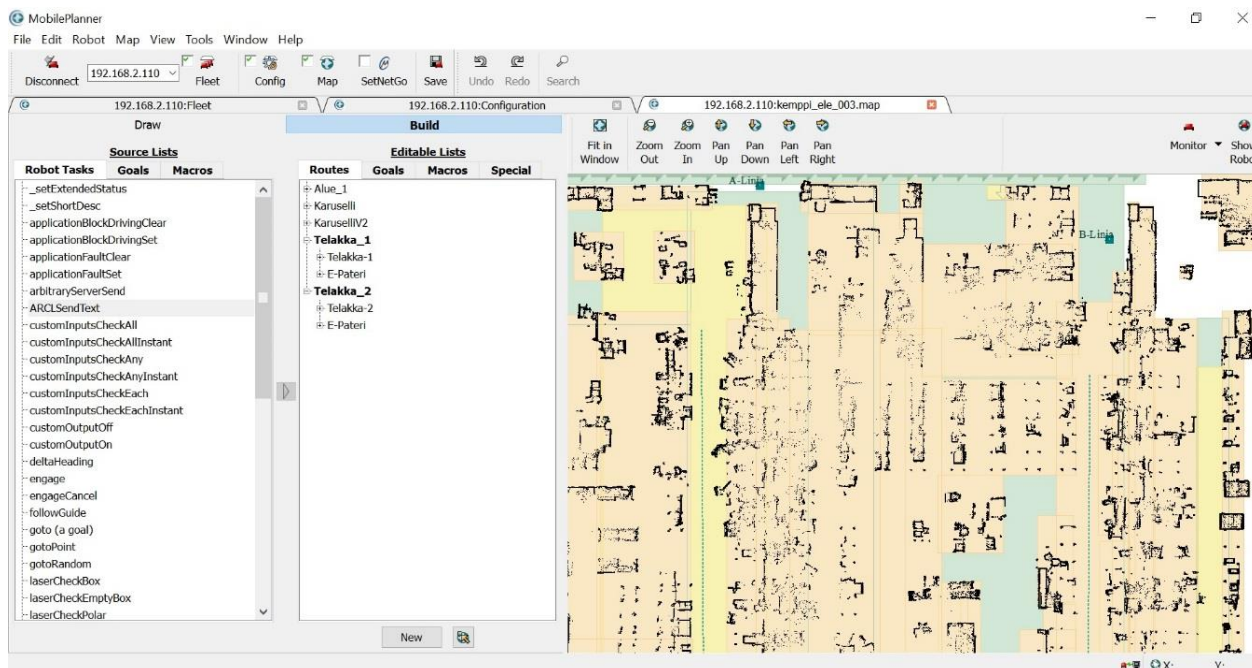 MobilePlanner
File Edit Robot Map View Tools Window Help
Disconnect 192.168.2.110 Fleet Config Map SetNetGo Save Undo Redo Search
192.168.2.110:Fleet 192.168.2.110:Configuration 192.168.2.110:kemppi_ele_003.map
Draw Build
Source Lists
Robot Tasks Goals Macros
_setExtendedStatus
_setShortDesc
applicationBlockDrivingClear
applicationBlockDrivingSet
applicationFaultClear
applicationFaultSet
arbitraryServerSend
ARCLSendText
customInputsCheckAll
customInputsCheckAllInstant
customInputsCheckAny
customInputsCheckAnyInstant
customInputsCheckEach
customInputsCheckEachInstant
customOutputOff
customOutputOn
deltaHeading
engage
engageCancel
followGuide
goto (a goal)
gotoPoint
gotoRandom
laserCheckBox
laserCheckEmptyBox
laserCheckPolar
Editable Lists
Routes Goals Macros Special
Alue_1
Karuselli
KaruselliV2
Telakka_1
Telakka-1
E-Pateri
Telakka_2
Telakka-2
E-Pateri
New
Fit in Window
Zoom Out
Zoom In
Pan Up
Pan Down
Pan Left
Pan Right
Monitor
Show
Robo
A-Linja
B-Linja
X: Y: